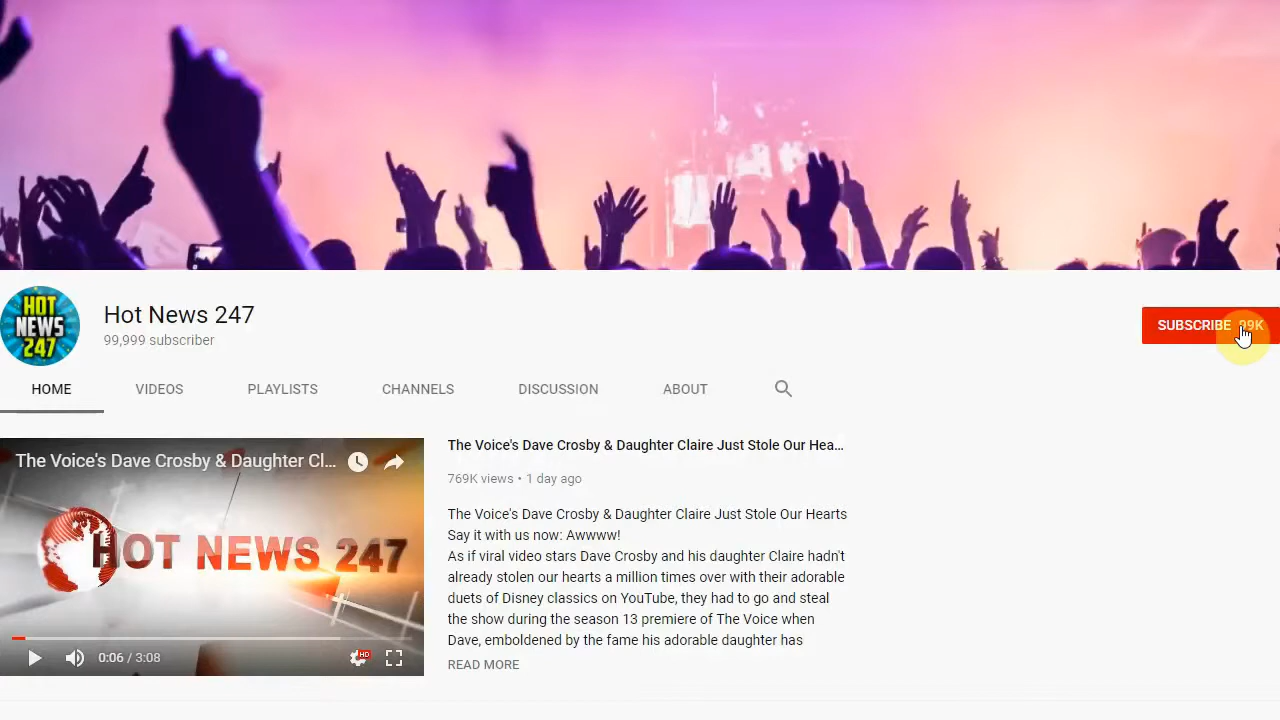 HOT
NEWS
247
Hot News 247
99,999 subscriber
SUBSCRIBE 99K
HOME VIDEOS PLAYLISTS CHANNELS DISCUSSION ABOUT
The Voice's Dave Crosby & Daughter Cl...
HOT NEWS 247
0:06 / 3:08
HD
The Voice's Dave Crosby & Daughter Claire Just Stole Our Hea...
769K views • 1 day ago
The Voice's Dave Crosby & Daughter Claire Just Stole Our Hearts
Say it with us now: Awwww!
As if viral video stars Dave Crosby and his daughter Claire hadn't
already stolen our hearts a million times over with their adorable
duets of Disney classics on YouTube, they had to go and steal
the show during the season 13 premiere of The Voice when
Dave, emboldened by the fame his adorable daughter has
READ MORE